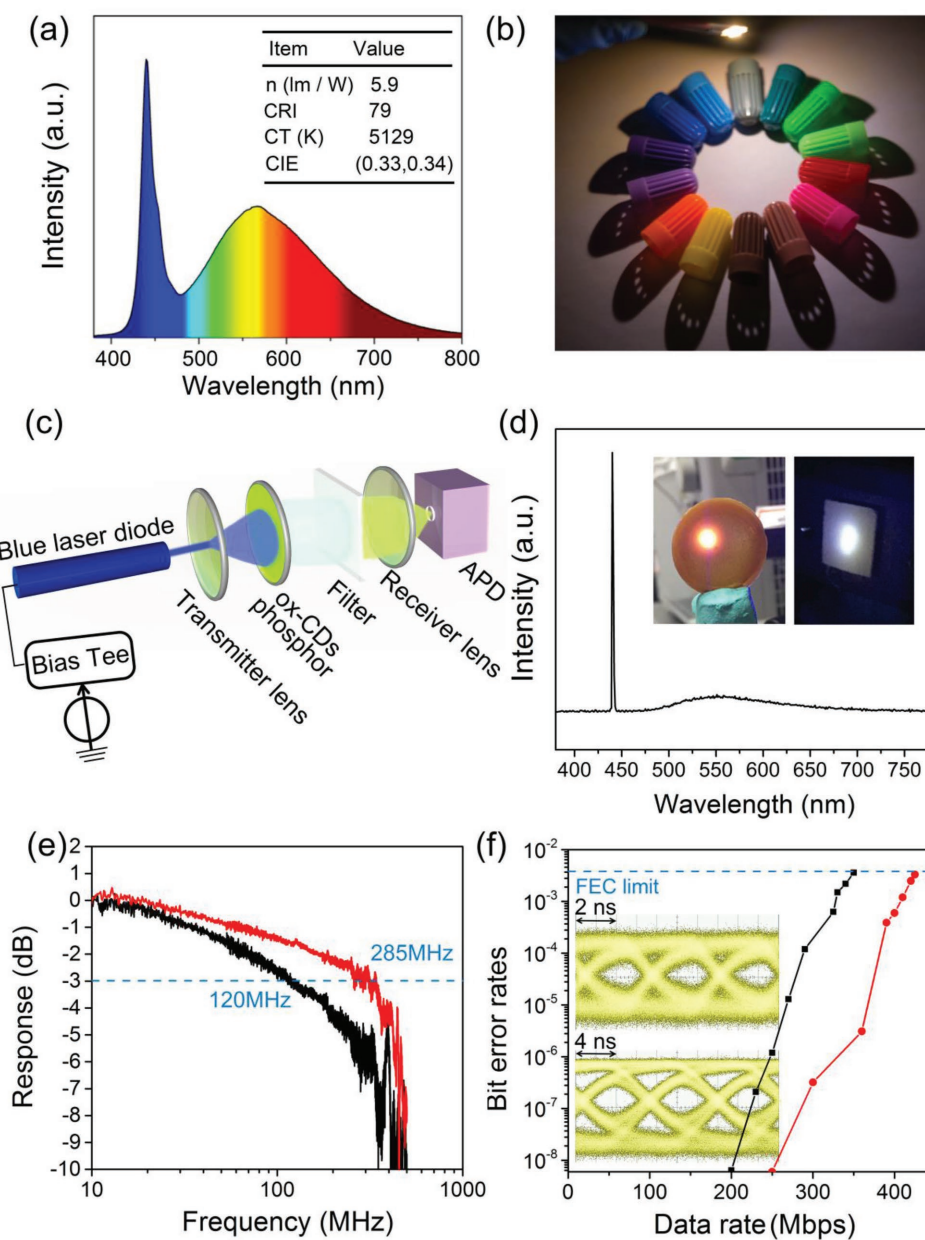 (a)
Item Value
n (lm / W) 5.9
CRI 79
CT (K) 5129
CIE (0.33,0.34)
Intensity (a.u.)
400 500 600 700 800
Wavelength (nm)
(b)
(c)
Blue laser diode
Bias Tee
Transmitter lens
ox-CDs
phosphor
Filter
Receiver lens
APD
(d)
Intensity (a.u.)
400 450 500 550 600 650 700 750
Wavelength (nm)
(e)
2
1
0
-1
-2
-3
-4
-5
-6
-7
-8
-9
-10
Response (dB)
285MHz
120MHz
10 100 1000
Frequency (MHz)
(f)
10-2
10-3
10-4
10-5
10-6
10-7
10-8
Bit error rates
FEC limit
2 ns
4 ns
0 100 200 300 400
Data rate (Mbps)